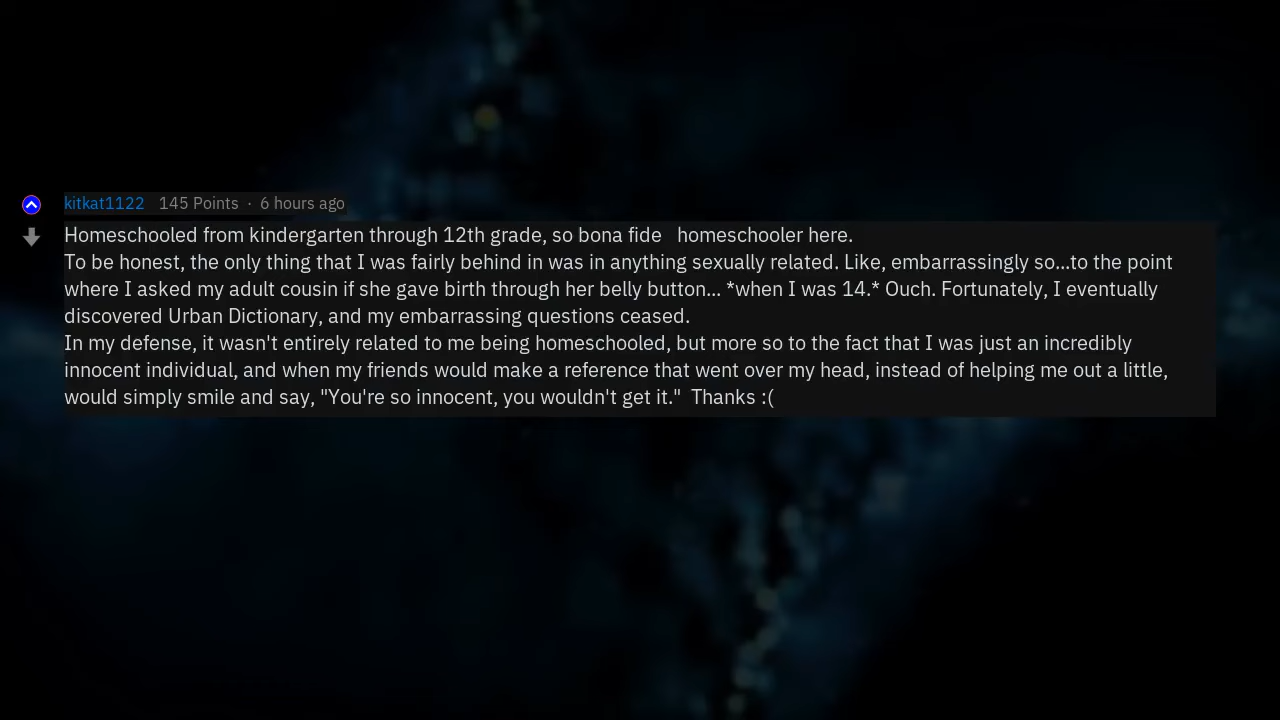 kitkat1122 145 Points · 6 hours ago
Homeschooled from kindergarten through 12th grade, so bona fide   homeschooler here.
To be honest, the only thing that I was fairly behind in was in anything sexually related. Like, embarrassingly so...to the point
where I asked my adult cousin if she gave birth through her belly button... *when I was 14.* Ouch. Fortunately, I eventually
discovered Urban Dictionary, and my embarrassing questions ceased.
In my defense, it wasn't entirely related to me being homeschooled, but more so to the fact that I was just an incredibly
innocent individual, and when my friends would make a reference that went over my head, instead of helping me out a little,
would simply smile and say, "You're so innocent, you wouldn't get it."  Thanks :(